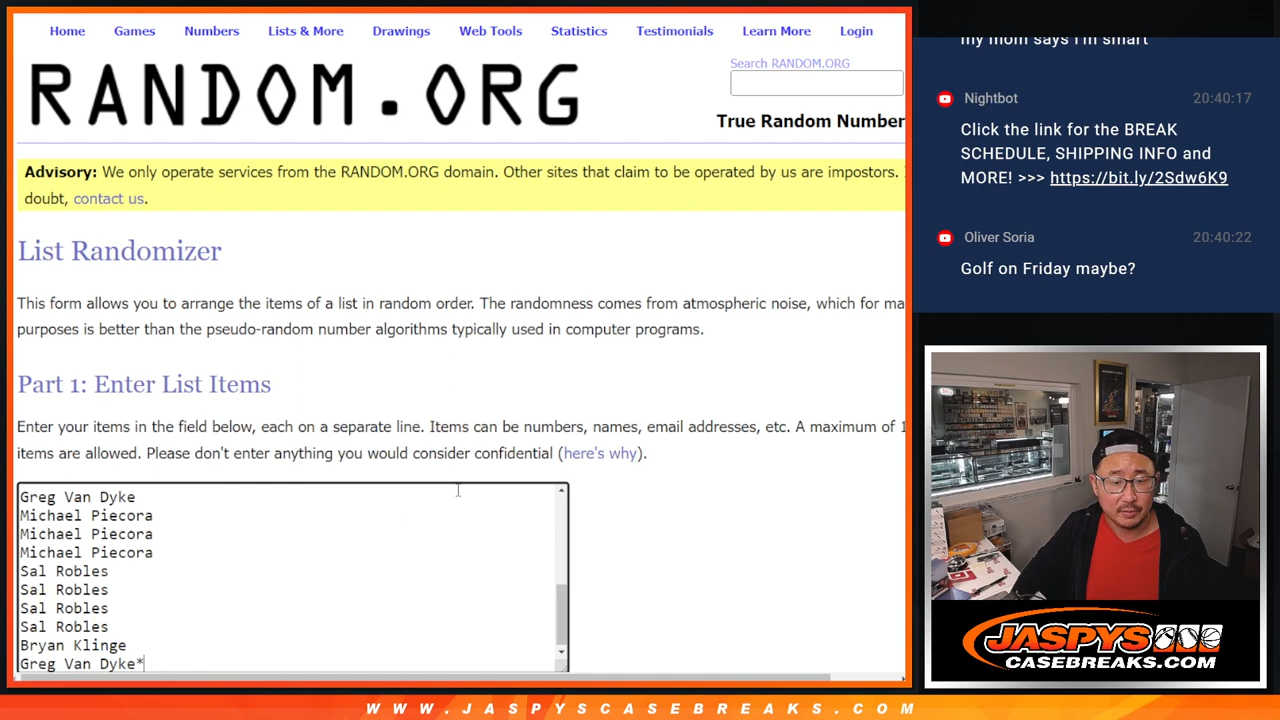 Home Games Numbers Lists & More Drawings Web Tools Statistics Testimonials Learn More Login
RANDOM.ORG
Search RANDOM.ORG
True Random Number
Advisory: We only operate services from the RANDOM.ORG domain. Other sites that claim to be operated by us are impostors.
doubt, contact us.
List Randomizer
This form allows you to arrange the items of a list in random order. The randomness comes from atmospheric noise, which for ma
purposes is better than the pseudo-random number algorithms typically used in computer programs.
Part 1: Enter List Items
Enter your items in the field below, each on a separate line. Items can be numbers, names, email addresses, etc. A maximum of 1
items are allowed. Please don't enter anything you would consider confidential (here's why).
Greg Van Dyke
Michael Piecora
Michael Piecora
Michael Piecora
Sal Robles
Sal Robles
Sal Robles
Sal Robles
Bryan Klinge
Greg Van Dyke*
my mom says I'm smart
Nightbot 20:40:17
Click the link for the BREAK
SCHEDULE, SHIPPING INFO and
MORE! >>> https://bit.ly/2Sdw6K9
Oliver Soria 20:40:22
Golf on Friday maybe?
JASPYS
CASEBREAKS.COM
WWW.JASPYSCASEBREAKS.COM